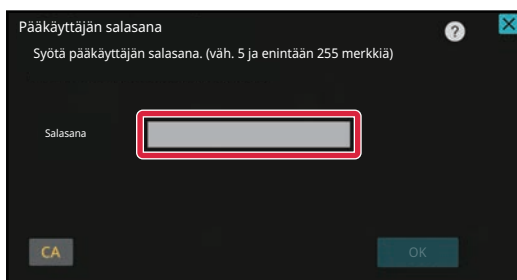 Pääkäyttäjän salasana
?
Syötä pääkäyttäjän salasana. (väh. 5 ja enintään 255 merkkiä)
Salasana
CA
OK